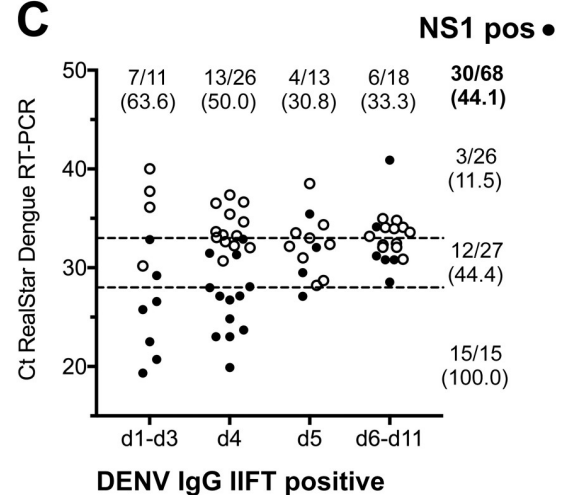 C
NS1 pos
50 7/11 13/26 4/13 6/18 30/68
(63.6) (50.0) (30.8) (33.3) (44.1)
40 3/26
(11.5)
30 12/27
(44.4)
20 15/15
(100.0)
Ct RealStar Dengue RT-PCR
d1-d3 d4 d5 d6-d11
DENV IgG IIFT positive